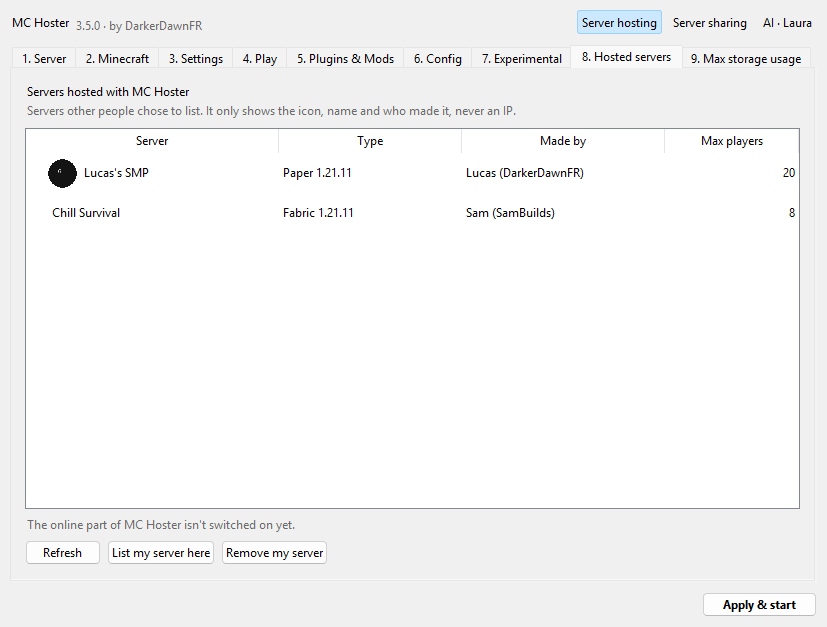 MC Hoster 3.5.0 · by DarkerDawnFR Server hosting Server sharing AI · Laura
1. Server 2. Minecraft 3. Settings 4. Play 5. Plugins & Mods 6. Config 7. Experimental 8. Hosted servers 9. Max storage usage
Servers hosted with MC Hoster
Servers other people chose to list. It only shows the icon, name and who made it, never an IP.
Server Type Made by Max players
Lucas's SMP Paper 1.21.11 Lucas (DarkerDawnFR) 20
Chill Survival Fabric 1.21.11 Sam (SamBuilds) 8
The online part of MC Hoster isn't switched on yet.
Refresh List my server here Remove my server
Apply & start